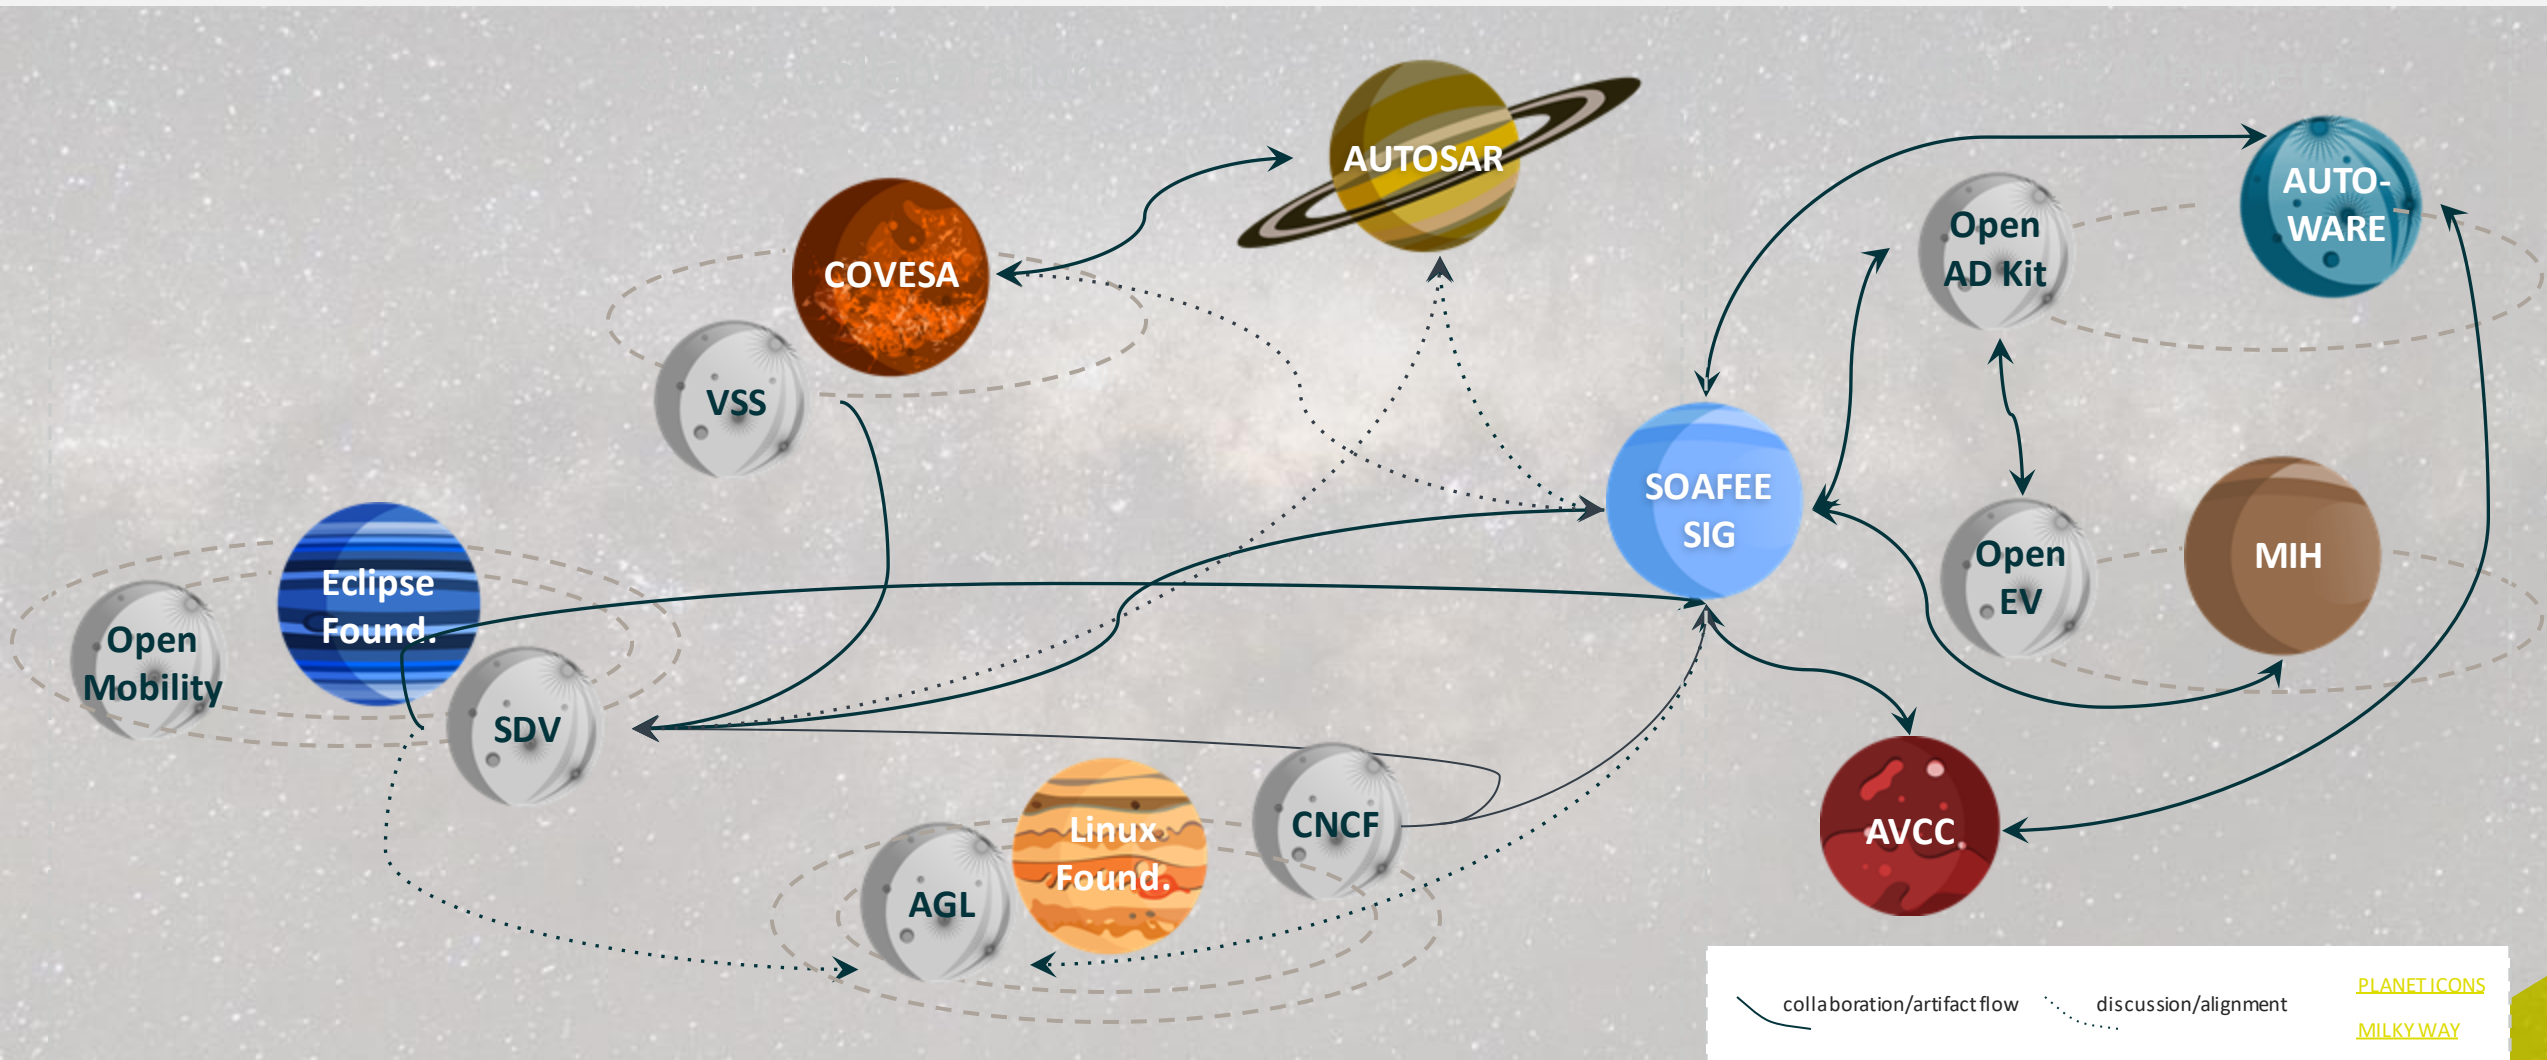 AUTOSAR
AUTO-
WARE
Open
AD Kit
COVESA
VSS
SOAFEE
SIG
Eclipse
Found.
Open
Mobility
SDV
Open
EV
MIH
Linux
Found.
CNCF
AGL
AVCC
collaboration/artifact flow
discussion/alignment
PLANET ICONS
MILKY WAY